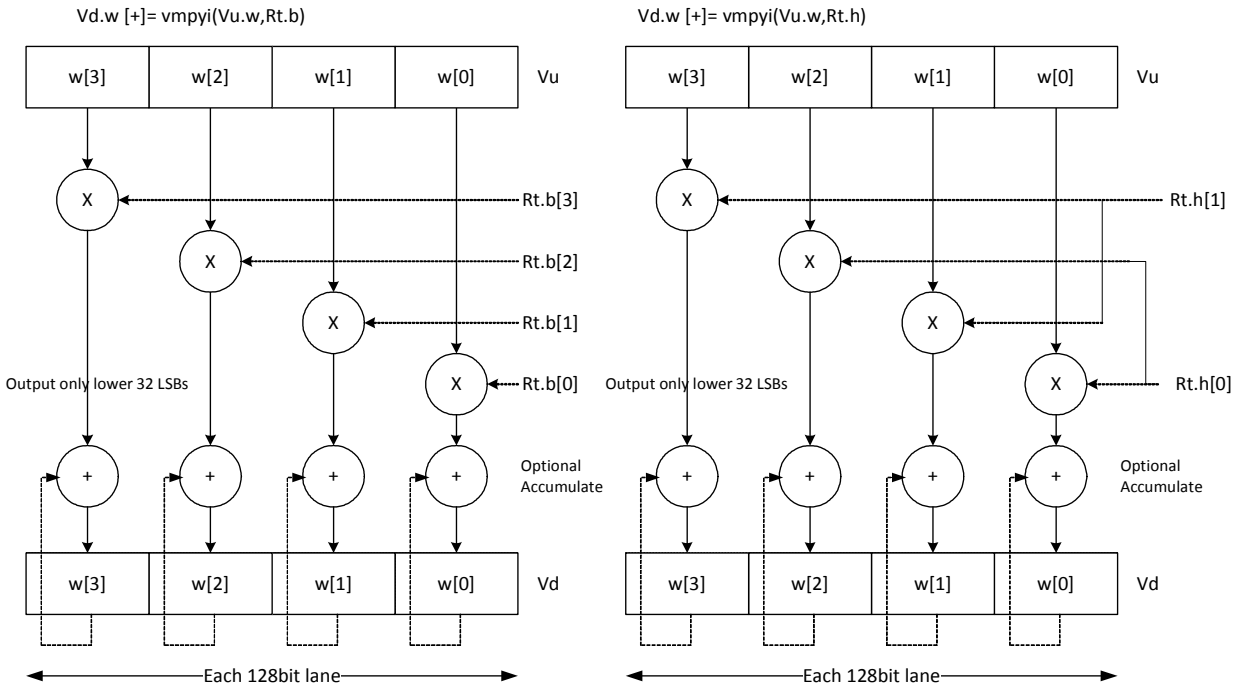 Vd.w [+]= vmpyi(Vu.w,Rt.b)
w[3] w[2] w[1] w[0] Vu
X Rt.b[3]
X Rt.b[2]
X Rt.b[1]
Output only lower 32 LSBs X Rt.b[0]
+ + + + Optional
Accumulate
w[3] w[2] w[1] w[0] Vd
Each 128bit lane
Vd.w [+]= vmpyi(Vu.w,Rt.h)
w[3] w[2] w[1] w[0] Vu
X Rt.h[1]
X
X
Output only lower 32 LSBs X Rt.h[0]
+ + + + Optional
Accumulate
w[3] w[2] w[1] w[0] Vd
Each 128bit lane